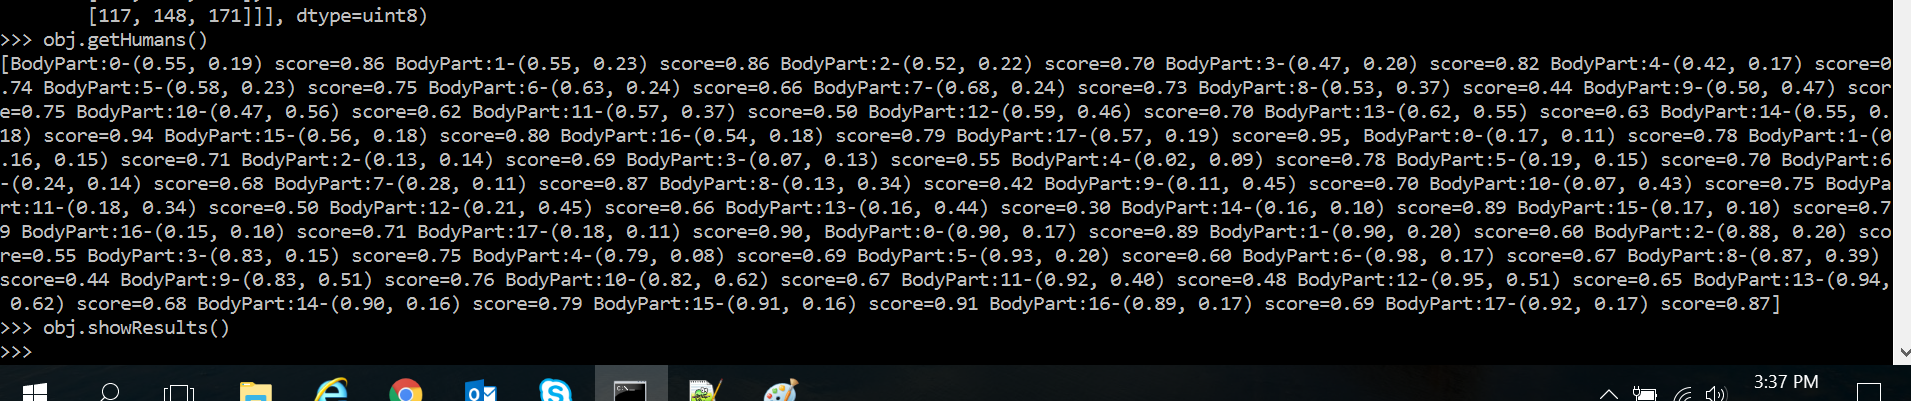 [117, 148, 171]]], dtype=uint8)
>>> obj.getHumans()
[BodyPart:0-(0.55, 0.19) score=0.86 BodyPart:1-(0.55, 0.23) score=0.86 BodyPart:2-(0.52, 0.22) score=0.70 BodyPart:3-(0.47, 0.20) score=0.82 BodyPart:4-(0.42, 0.17) score=0
.74 BodyPart:5-(0.58, 0.23) score=0.75 BodyPart:6-(0.63, 0.24) score=0.66 BodyPart:7-(0.68, 0.24) score=0.73 BodyPart:8-(0.53, 0.37) score=0.44 BodyPart:9-(0.50, 0.47) scor
e=0.75 BodyPart:10-(0.47, 0.56) score=0.62 BodyPart:11-(0.57, 0.37) score=0.50 BodyPart:12-(0.59, 0.46) score=0.70 BodyPart:13-(0.62, 0.55) score=0.63 BodyPart:14-(0.55, 0.
18) score=0.94 BodyPart:15-(0.56, 0.18) score=0.80 BodyPart:16-(0.54, 0.18) score=0.79 BodyPart:17-(0.57, 0.19) score=0.95, BodyPart:0-(0.17, 0.11) score=0.78 BodyPart:1-(0
.16, 0.15) score=0.71 BodyPart:2-(0.13, 0.14) score=0.69 BodyPart:3-(0.07, 0.13) score=0.55 BodyPart:4-(0.02, 0.09) score=0.78 BodyPart:5-(0.19, 0.15) score=0.70 BodyPart:6
-(0.24, 0.14) score=0.68 BodyPart:7-(0.28, 0.11) score=0.87 BodyPart:8-(0.13, 0.34) score=0.42 BodyPart:9-(0.11, 0.45) score=0.70 BodyPart:10-(0.07, 0.43) score=0.75 BodyPa
rt:11-(0.18, 0.34) score=0.50 BodyPart:12-(0.21, 0.45) score=0.66 BodyPart:13-(0.16, 0.44) score=0.30 BodyPart:14-(0.16, 0.10) score=0.89 BodyPart:15-(0.17, 0.10) score=0.7
9 BodyPart:16-(0.15, 0.10) score=0.71 BodyPart:17-(0.18, 0.11) score=0.90, BodyPart:0-(0.90, 0.17) score=0.89 BodyPart:1-(0.90, 0.20) score=0.60 BodyPart:2-(0.88, 0.20) sco
re=0.55 BodyPart:3-(0.83, 0.15) score=0.75 BodyPart:4-(0.79, 0.08) score=0.69 BodyPart:5-(0.93, 0.20) score=0.60 BodyPart:6-(0.98, 0.17) score=0.67 BodyPart:8-(0.87, 0.39)
score=0.44 BodyPart:9-(0.83, 0.51) score=0.76 BodyPart:10-(0.82, 0.62) score=0.67 BodyPart:11-(0.92, 0.40) score=0.48 BodyPart:12-(0.95, 0.51) score=0.65 BodyPart:13-(0.94,
0.62) score=0.68 BodyPart:14-(0.90, 0.16) score=0.79 BodyPart:15-(0.91, 0.16) score=0.91 BodyPart:16-(0.89, 0.17) score=0.69 BodyPart:17-(0.92, 0.17) score=0.87]
>>> obj.showResults()
>>>
3:37 PM